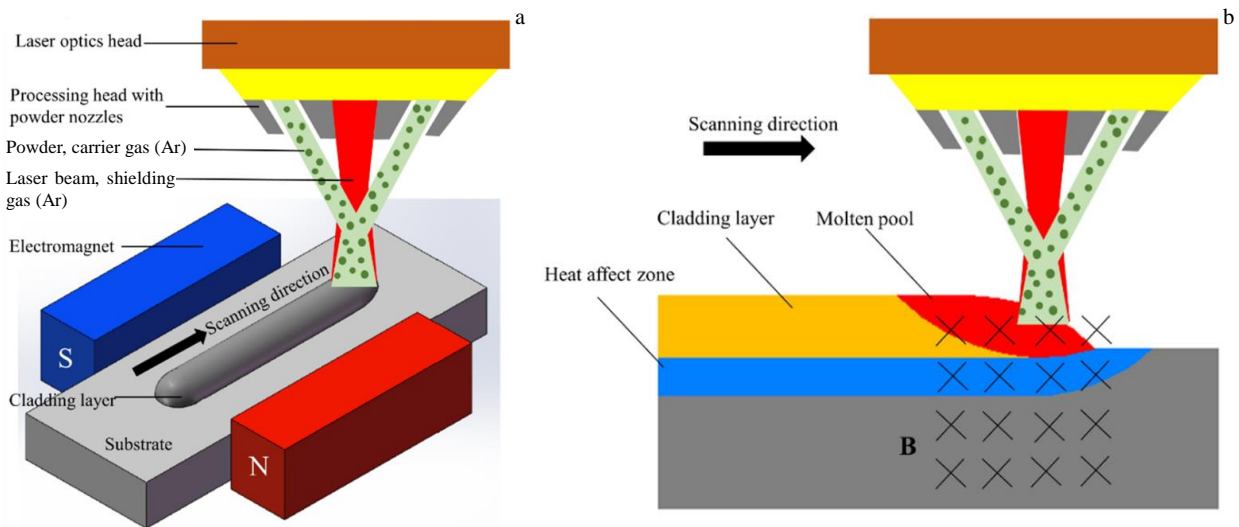 a
Laser optics head
Processing head with
powder nozzles
Powder, carrier gas (Ar)
Laser beam, shielding
gas (Ar)
Electromagnet
Scanning direction
S
Cladding layer
Substrate
N
b
Scanning direction
Cladding layer
Molten pool
Heat affect zone
B